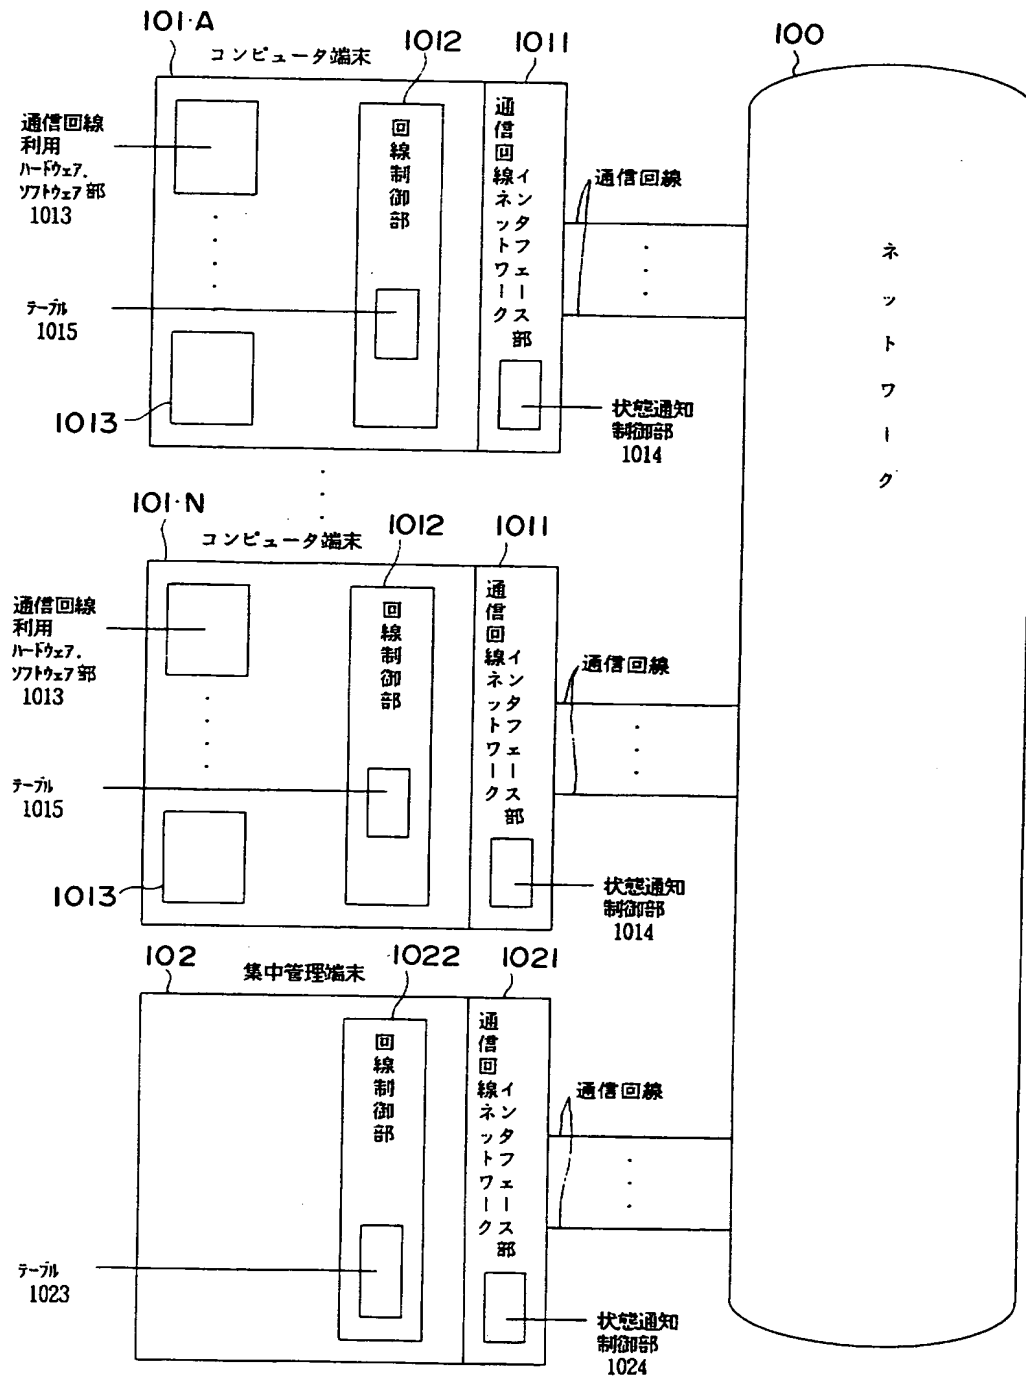 101·A
コンピュータ端末
1012
1011
100
通信回線
利用
ハードウェア.
ソフトウェア部
1013
回線制御部
通信回線ネットワーク
インタフェース部
通信回線
ネットワーク
テーブル
1015
1013
状態通知
制御部
1014
101·N
コンピュータ端末
1012
1011
通信回線
利用
ハードウェア.
ソフトウェア部
1013
回線制御部
通信回線ネットワーク
インタフェース部
通信回線
テーブル
1015
1013
状態通知
制御部
1014
102
集中管理端末
1022
1021
回線制御部
通信回線ネットワーク
インタフェース部
通信回線
テーブル
1023
状態通知
制御部
1024